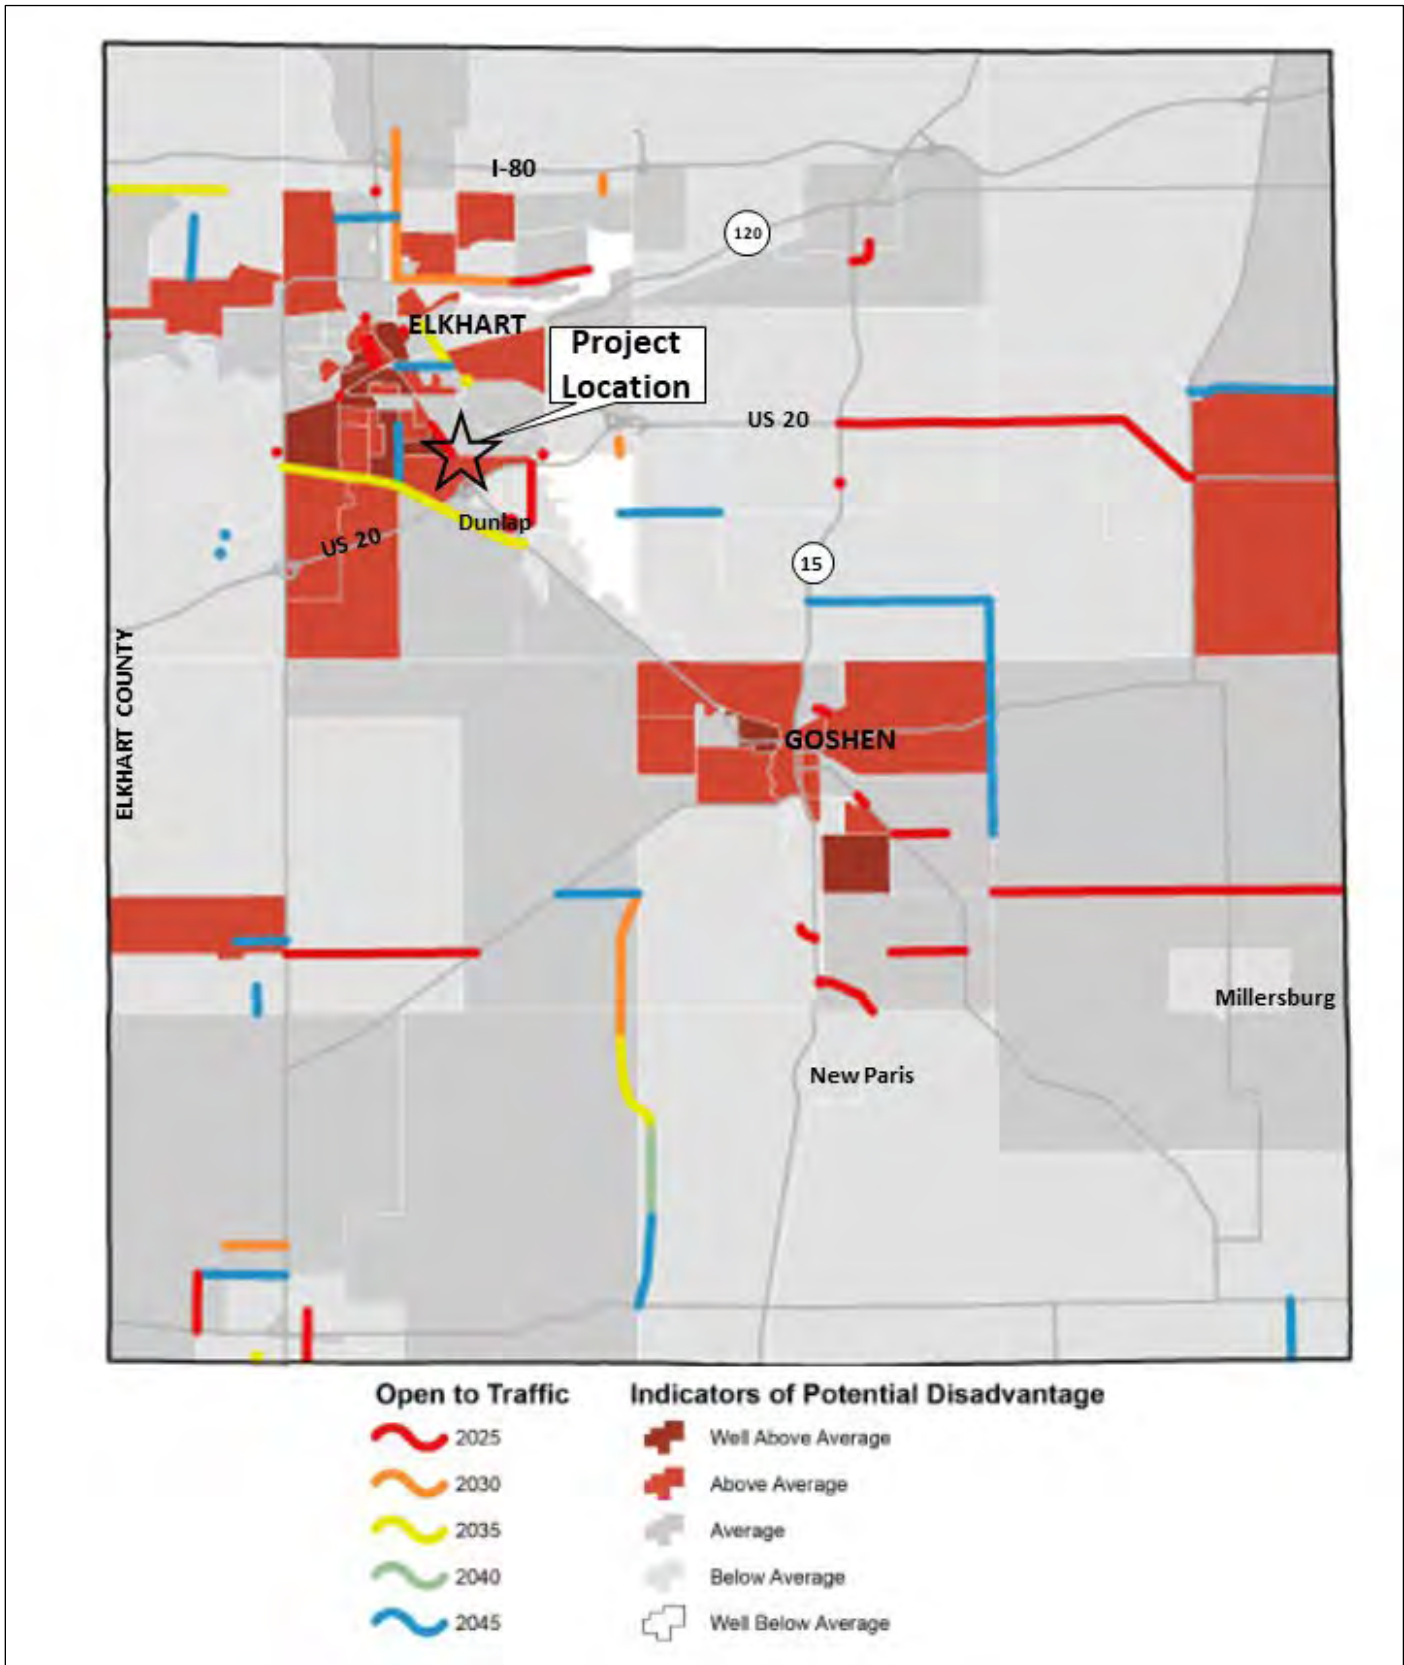 I-80
120
ELKHART
Project
Location
US 20
Dunlap
US 20
15
ELKHART COUNTY
GOSHEN
Millersburg
New Paris
Open to Traffic
2025
2030
2035
2040
2045
Indicators of Potential Disadvantage
Well Above Average
Above Average
Average
Below Average
Well Below Average